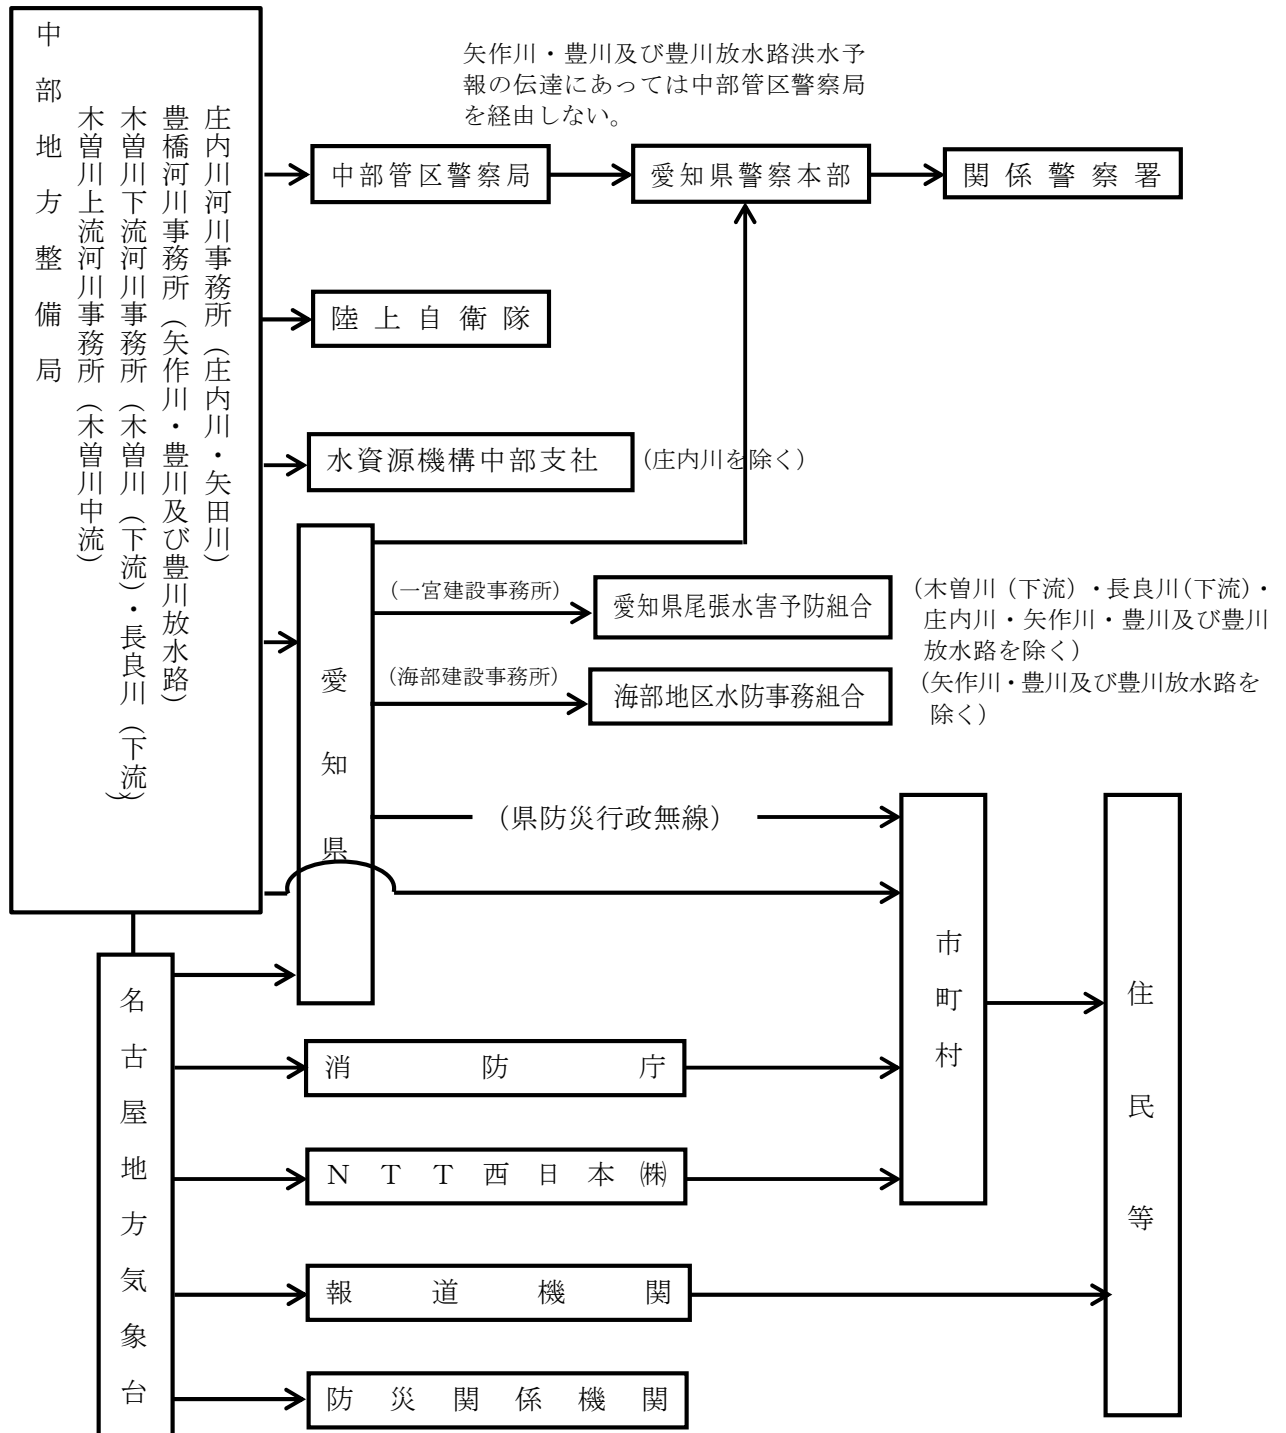 中部地方整備局
庄内川河川事務所（庄内川・矢田川）
豊橋河川事務所（矢作川・豊川及び豊川放水路）
木曽川下流河川事務所（木曽川（下流）・長良川（下流））
木曽川上流河川事務所（木曽川中流）
矢作川・豊川及び豊川放水路洪水予
報の伝達にあっては中部管区警察局
を経由しない。
中部管区警察局
愛知県警察本部
関係警察署
陸上自衛隊
水資源機構中部支社
（庄内川を除く）
愛知県
（一宮建設事務所）
愛知県尾張水害予防組合
（木曽川（下流）・長良川（下流）・
庄内川・矢作川・豊川及び豊川
放水路を除く）
（海部建設事務所）
海部地区水防事務組合
（矢作川・豊川及び豊川放水路を
除く）
（県防災行政無線）
市町村
住民等
名古屋地方気象台
消防庁
ＮＴＴ西日本㈱
報道機関
防災関係機関